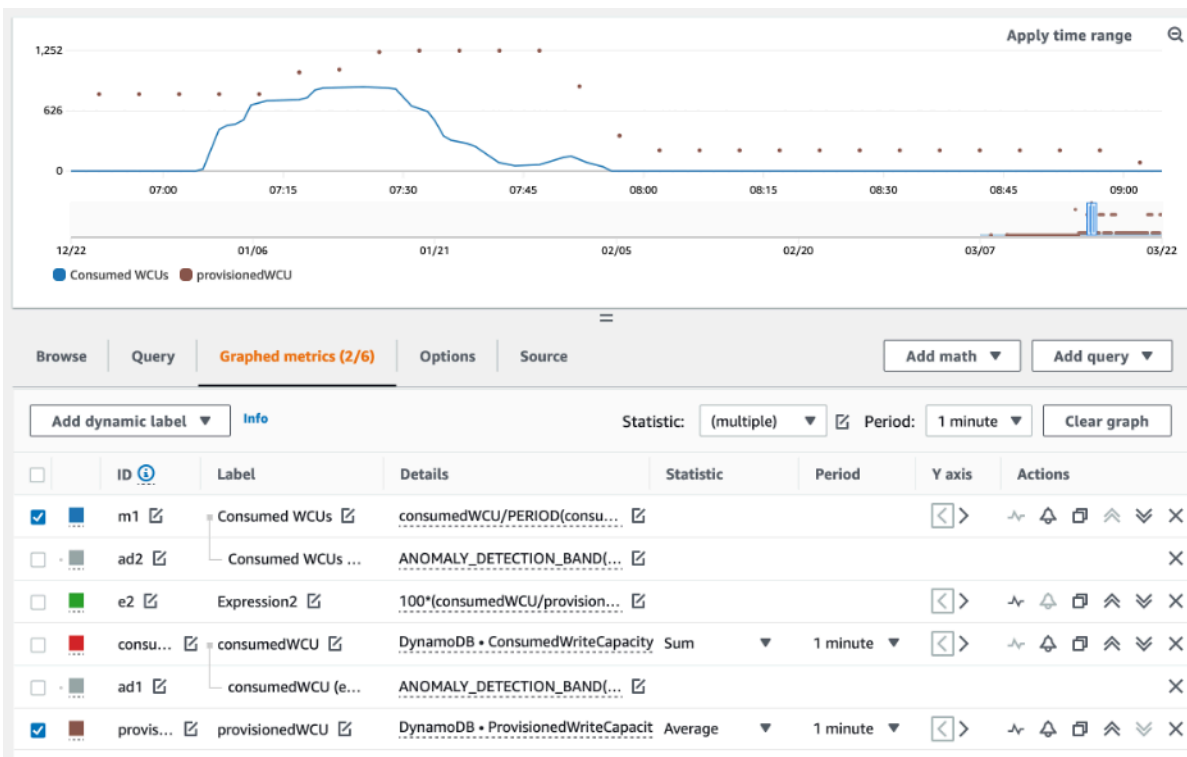 Apply time range
1,252
626
0
07:00 07:15 07:30 07:45 08:00 08:15 08:30 08:45 09:00
12/22 01/06 01/21 02/05 02/20 03/07 03/22
Consumed WCUs provisionedWCU
=
Browse Query Graphed metrics (2/6) Options Source Add math Add query
Add dynamic label Info Statistic: (multiple) Period: 1 minute Clear graph
ID Label Details Statistic Period Y axis Actions
m1 Consumed WCUs consumedWCU/PERIOD(consu...
ad2 Consumed WCUs ... ANOMALY_DETECTION_BAND(...
e2 Expression2 100*(consumedWCU/provision...
consu... consumedWCU DynamoDB • ConsumedWriteCapacity Sum 1 minute
ad1 consumedWCU (e... ANOMALY_DETECTION_BAND(...
provis... provisionedWCU DynamoDB • ProvisionedWriteCapacit Average 1 minute